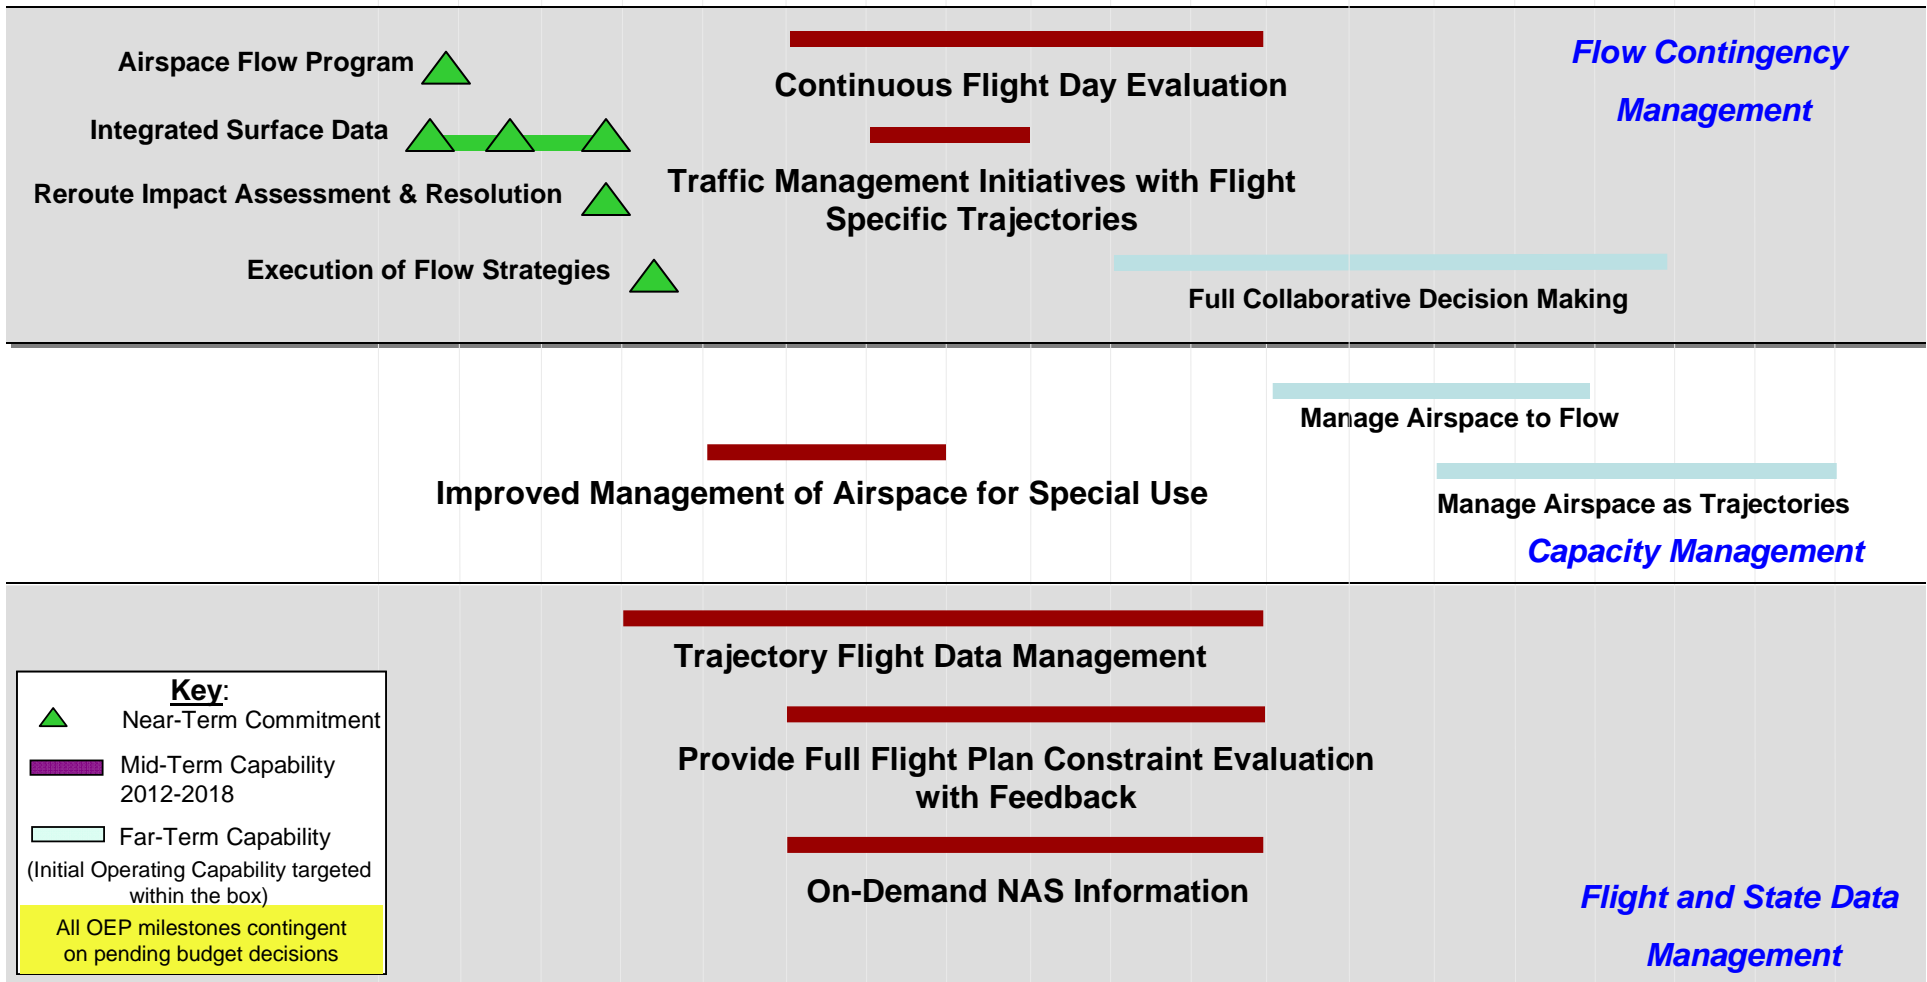 Airspace Flow Program
Integrated Surface Data
Reroute Impact Assessment & Resolution
Execution of Flow Strategies
Continuous Flight Day Evaluation
Traffic Management Initiatives with Flight
Specific Trajectories
Full Collaborative Decision Making
Flow Contingency
Management
Manage Airspace to Flow
Improved Management of Airspace for Special Use
Manage Airspace as Trajectories
Capacity Management
Trajectory Flight Data Management
Provide Full Flight Plan Constraint Evaluation
with Feedback
On-Demand NAS Information
Flight and State Data
Management
Key:
Near-Term Commitment
Mid-Term Capability
2012-2018
Far-Term Capability
(Initial Operating Capability targeted
within the box)
All OEP milestones contingent
on pending budget decisions